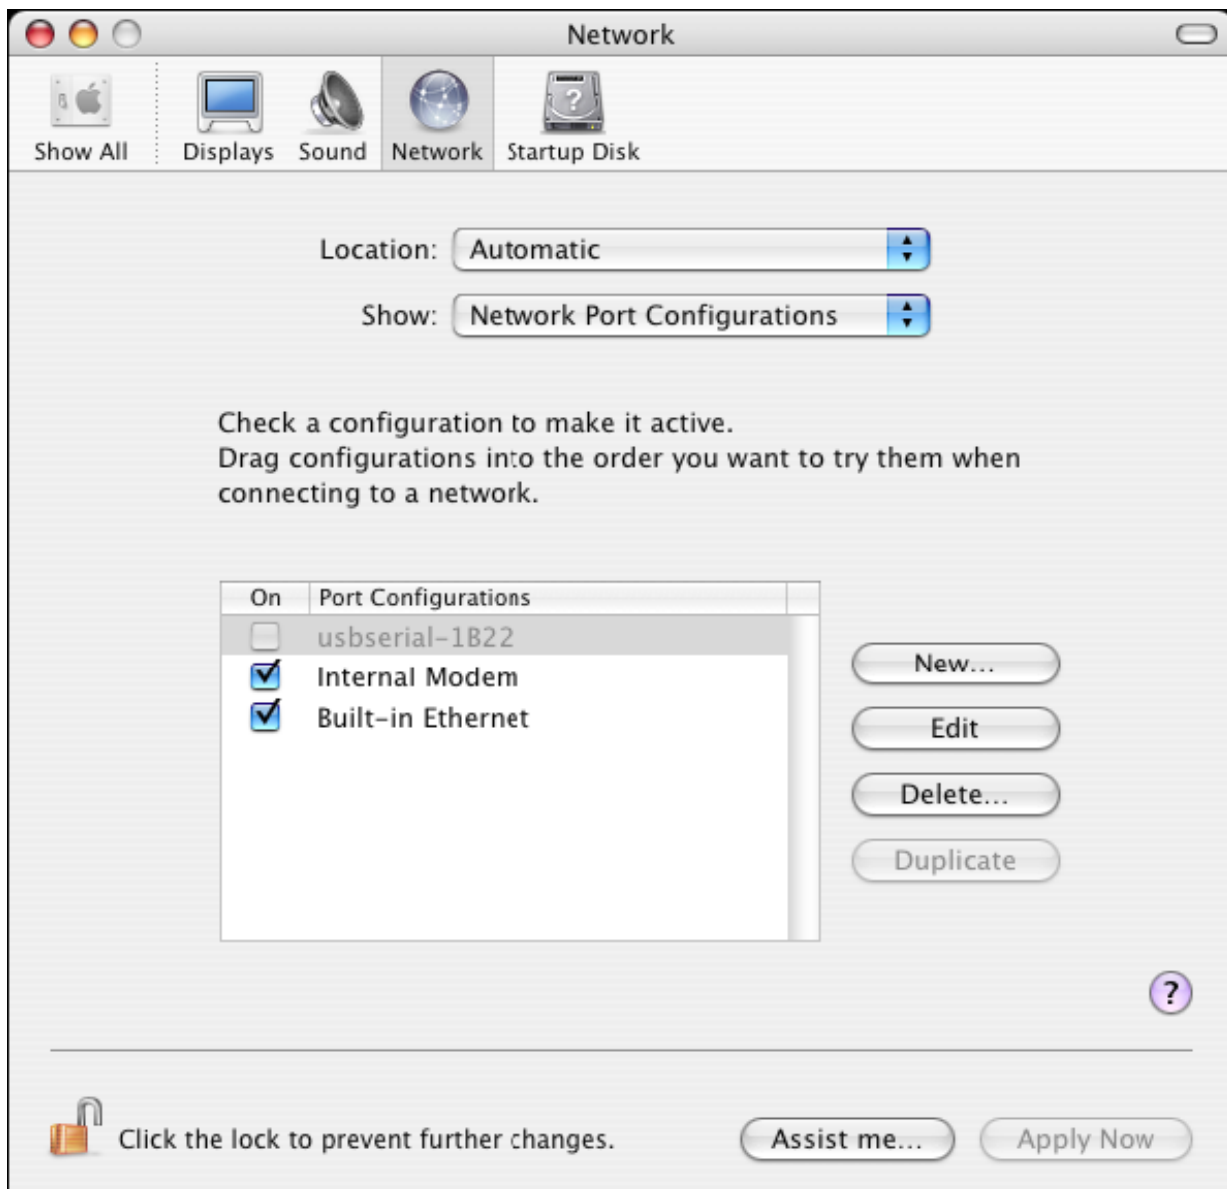 Network
Show All
Displays
Sound
Network
Startup Disk
Location: Automatic
Show: Network Port Configurations
Check a configuration to make it active.
Drag configurations into the order you want to try them when
connecting to a network.
On Port Configurations
usbserial-1B22
Internal Modem
Built-in Ethernet
New...
Edit
Delete...
Duplicate
?
Click the lock to prevent further changes.
Assist me...
Apply Now